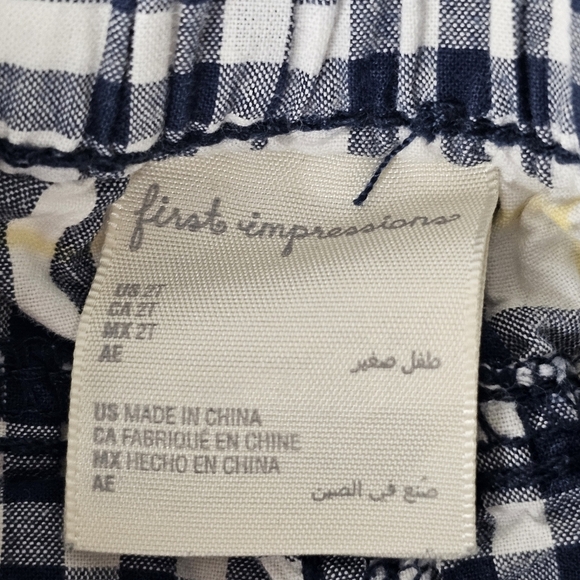 first impressions
US 2T
CA 2T
MX 2T
AE طفل صغير
US MADE IN CHINA
CA FABRIQUÉ EN CHINE
MX HECHO EN CHINA
AE صنع في الصين